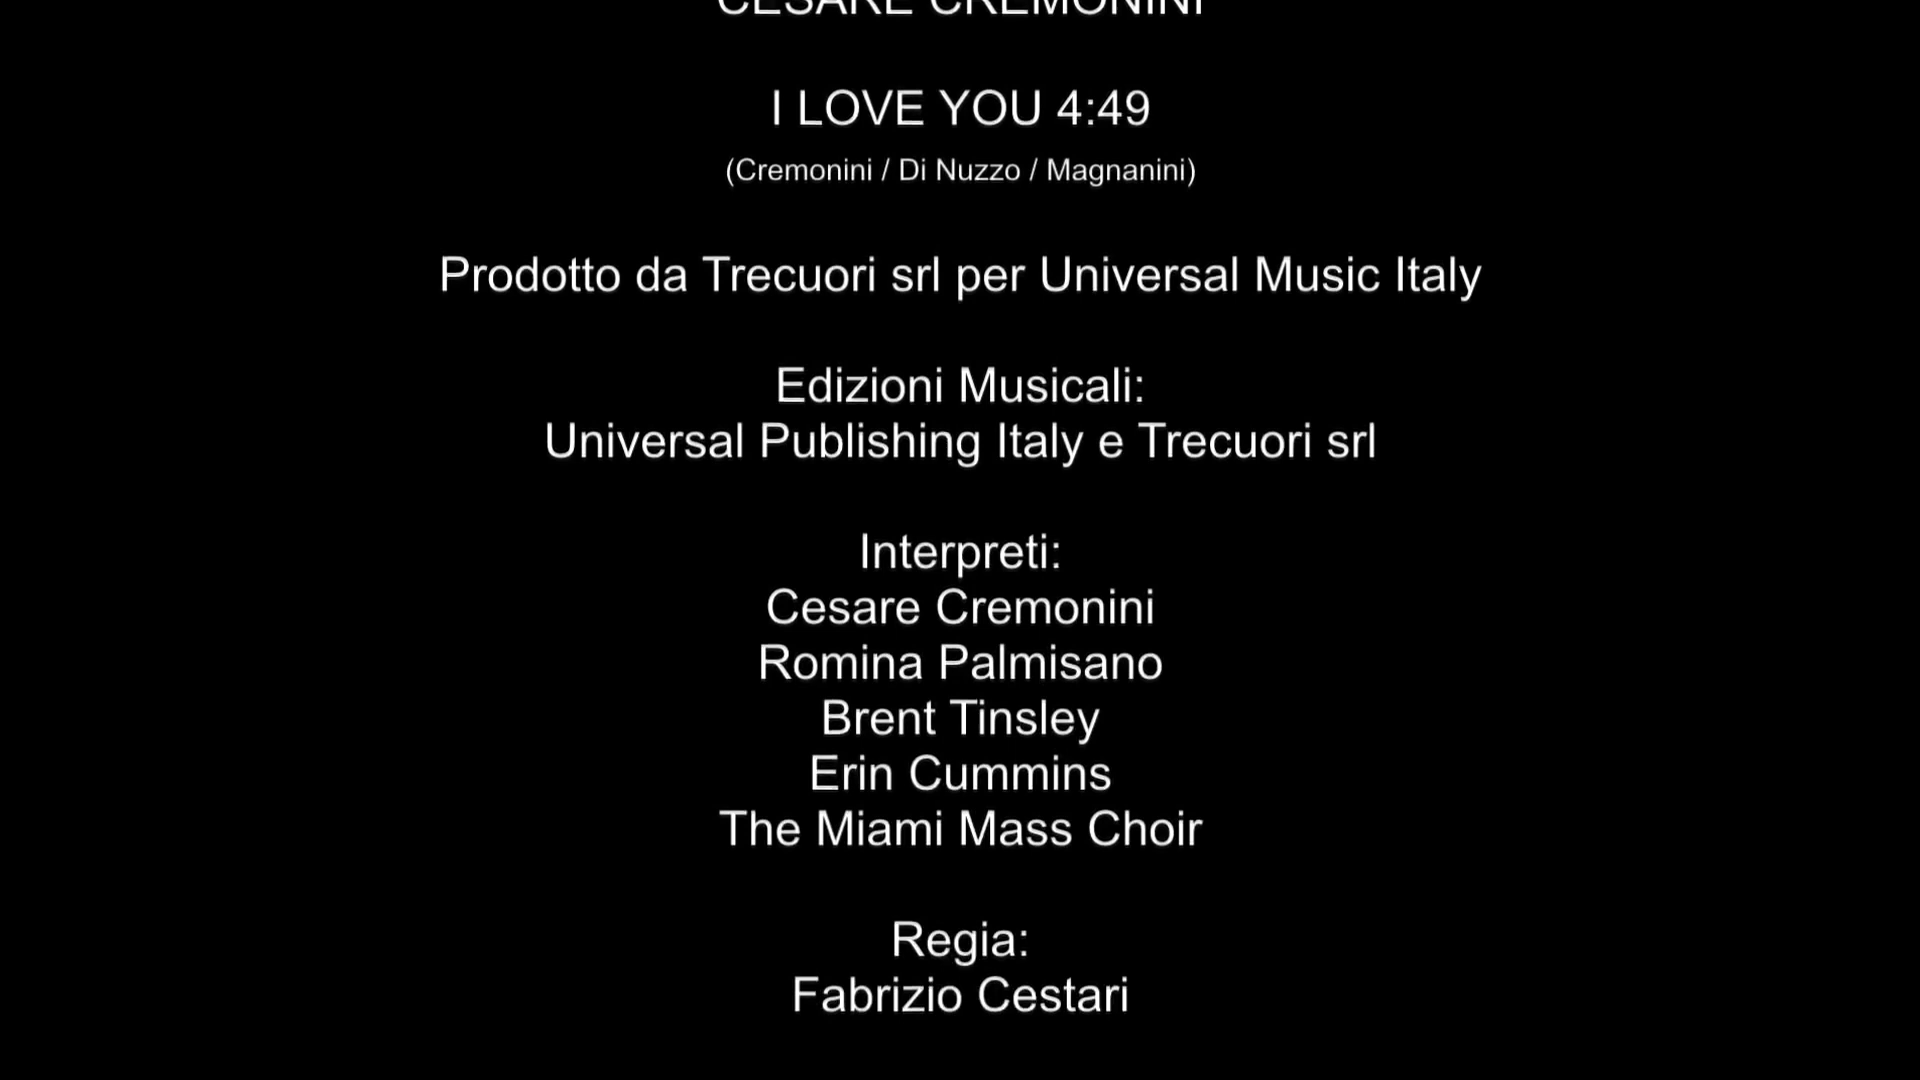 CESARE CREMONINI
I LOVE YOU 4:49
(Cremonini / Di Nuzzo / Magnanini)
Prodotto da Trecuori srl per Universal Music Italy
Edizioni Musicali:
Universal Publishing Italy e Trecuori srl
Interpreti:
Cesare Cremonini
Romina Palmisano
Brent Tinsley
Erin Cummins
The Miami Mass Choir
Regia:
Fabrizio Cestari